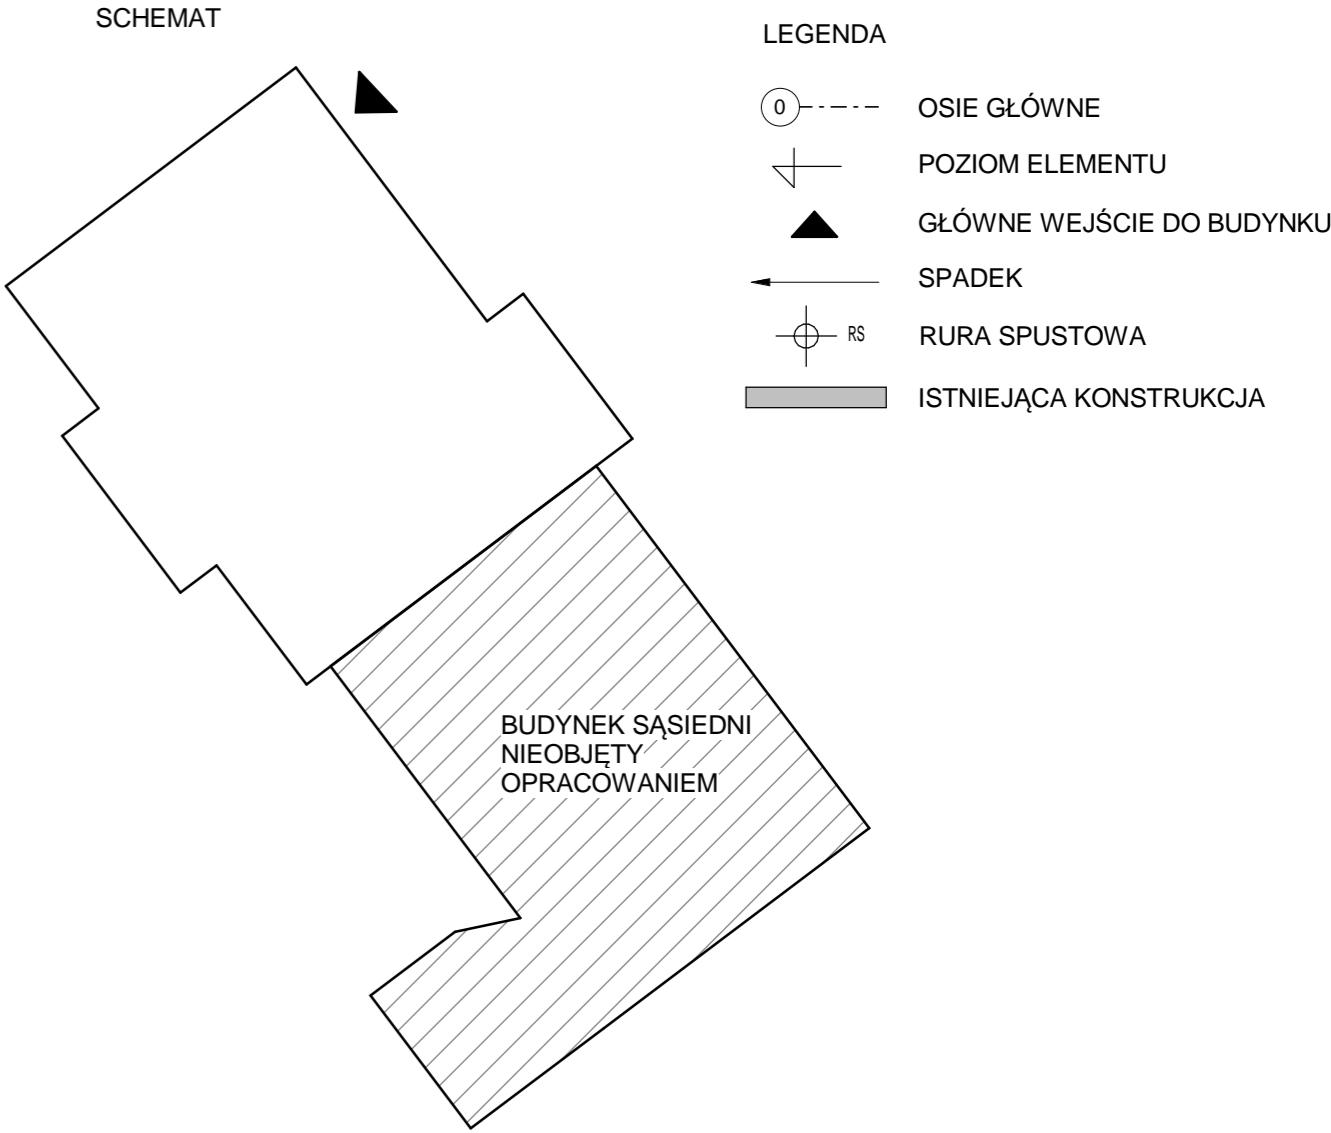 SCHEMAT
LEGENDA
0
OSIE GŁÓWNE
POZIOM ELEMENTU
GŁÓWNE WEJŚCIE DO BUDYNKU
SPADEK
RS
RURA SPUSTOWA
ISTNIEJĄCA KONSTRUKCJA
BUDYNEK SĄSIEDNI
NIEOBJĘTY
OPRACOWANIEM